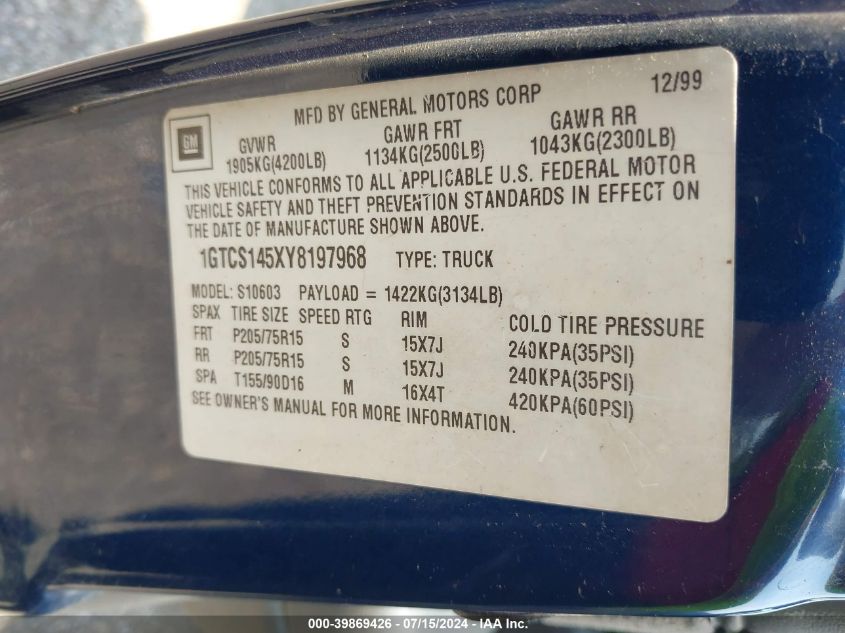 12/99
MFD BY GENERAL MOTORS CORP
GM
GVWR GAWR FRT GAWR RR
1905KG(4200LB) 1134KG(2500LB) 1043KG(2300LB)
THIS VEHICLE CONFORMS TO ALL APPLICABLE U.S. FEDERAL MOTOR
VEHICLE SAFETY AND THEFT PREVENTION STANDARDS IN EFFECT ON
THE DATE OF MANUFACTURE SHOWN ABOVE.
1GTCS145XY8197968 TYPE: TRUCK
MODEL: S10603 PAYLOAD = 1422KG(3134LB)
SPAX TIRE SIZE SPEED RTG RIM COLD TIRE PRESSURE
FRT P205/75R15 S 15X7J 240KPA(35PSI)
RR P205/75R15 S 15X7J 240KPA(35PSI)
SPA T155/90D16 M 16X4T 420KPA(60PSI)
SEE OWNER'S MANUAL FOR MORE INFORMATION.
000-39869426 - 07/15/2024 - IAA Inc.